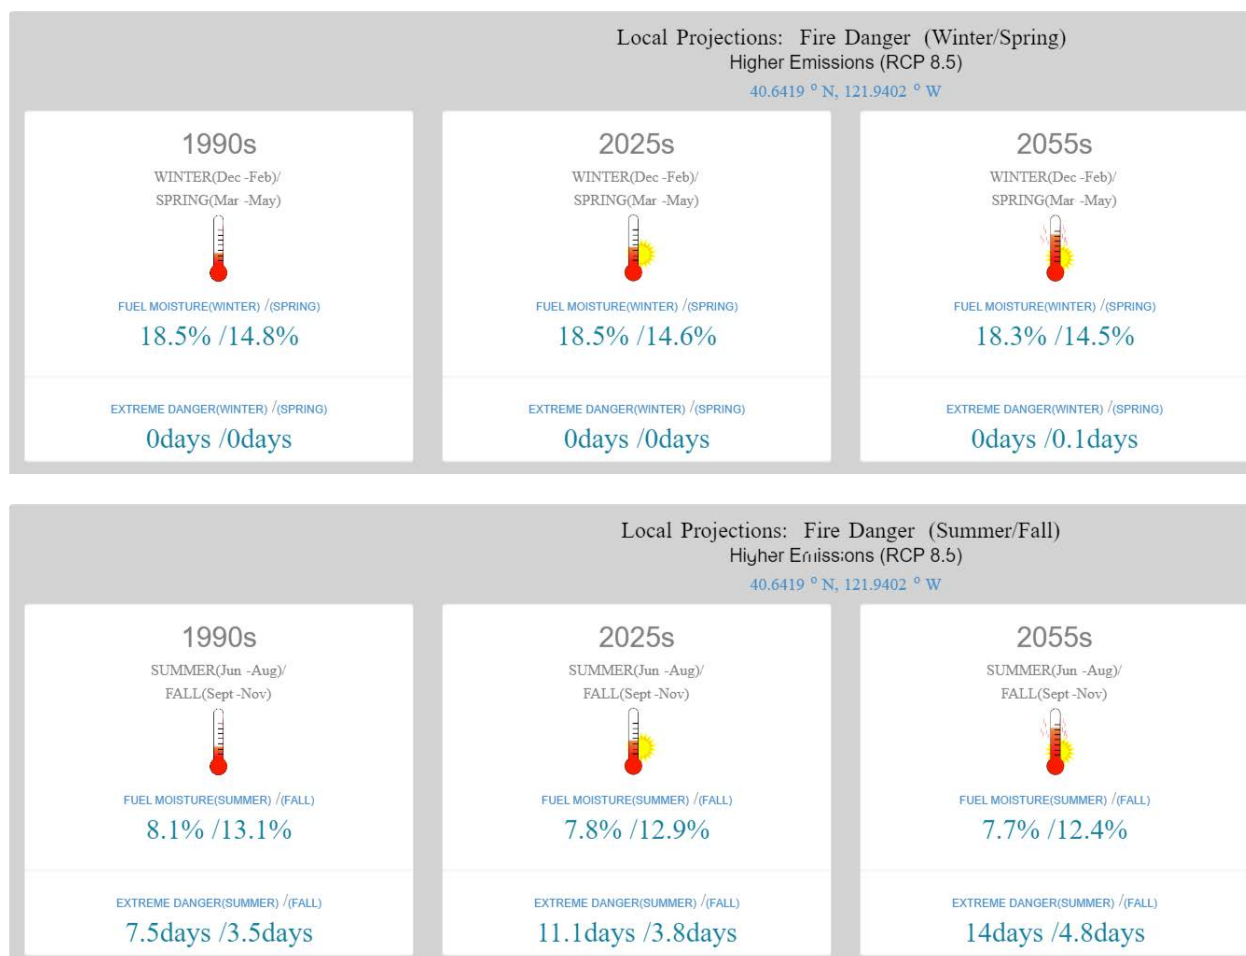 Local Projections: Fire Danger (Winter/Spring)
Higher Emissions (RCP 8.5)
40.6419 ° N, 121.9402 ° W
1990s
WINTER(Dec -Feb)/
SPRING(Mar -May)
FUEL MOISTURE(WINTER) /(SPRING)
18.5% /14.8%
EXTREME DANGER(WINTER) /(SPRING)
0days /0days
2025s
WINTER(Dec -Feb)/
SPRING(Mar -May)
FUEL MOISTURE(WINTER) /(SPRING)
18.5% /14.6%
EXTREME DANGER(WINTER) /(SPRING)
0days /0days
2055s
WINTER(Dec -Feb)/
SPRING(Mar -May)
FUEL MOISTURE(WINTER) /(SPRING)
18.3% /14.5%
EXTREME DANGER(WINTER) /(SPRING)
0days /0.1days
Local Projections: Fire Danger (Summer/Fall)
Higher Emissions (RCP 8.5)
40.6419 ° N, 121.9402 ° W
1990s
SUMMER(Jun -Aug)/
FALL(Sept -Nov)
FUEL MOISTURE(SUMMER) /(FALL)
8.1% /13.1%
EXTREME DANGER(SUMMER) /(FALL)
7.5days /3.5days
2025s
SUMMER(Jun -Aug)/
FALL(Sept -Nov)
FUEL MOISTURE(SUMMER) /(FALL)
7.8% /12.9%
EXTREME DANGER(SUMMER) /(FALL)
11.1days /3.8days
2055s
SUMMER(Jun -Aug)/
FALL(Sept -Nov)
FUEL MOISTURE(SUMMER) /(FALL)
7.7% /12.4%
EXTREME DANGER(SUMMER) /(FALL)
14days /4.8days